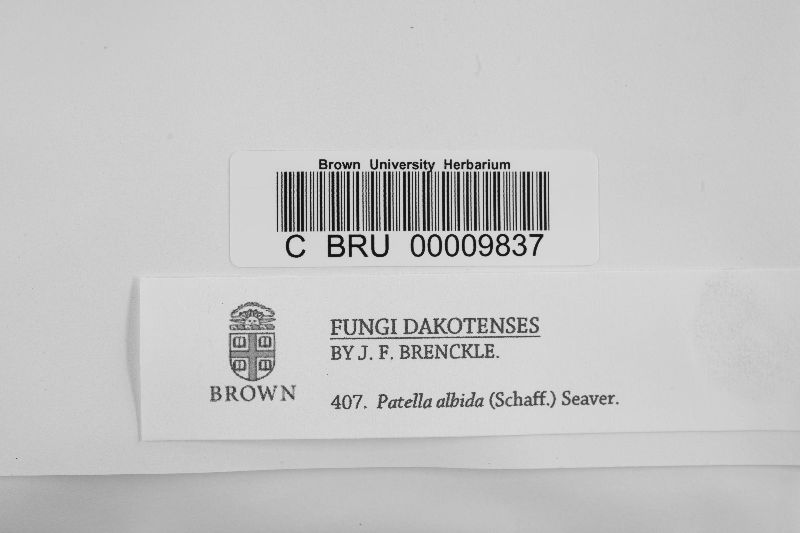 Brown University Herbarium
C BRU 00009837
FUNGI DAKOTENSES
BY J. F. BRENCKLE.
BROWN
407. Patella albida (Schaff.) Seaver.